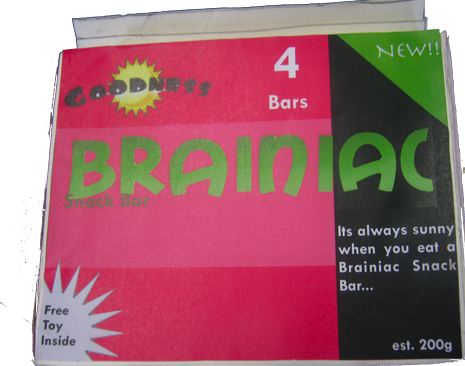 NEW!!
GOODNESS
4
Bars
BRAINIAC
Snack Bar
Its always sunny
when you eat a
Brainiac Snack
Bar...
Free
Toy
Inside
est. 200g